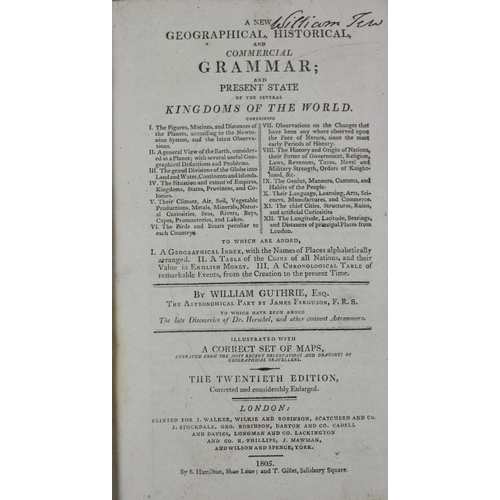 A NEW William Tew
GEOGRAPHICAL, HISTORICAL,
AND
COMMERCIAL
GRAMMAR;
AND
PRESENT STATE
OF THE SEVERAL
KINGDOMS OF THE WORLD.
CONTAINING
I. The Figures, Motions, and Distances of
the Planets, according to the Newto-
nian System, and the latest Observa-
tions.
II. A general View of the Earth, consider-
ed as a Planet; with several useful Geo-
graphical Definitions and Problems.
III. The grand Divisions of the Globe into
Land and Water, Continents and Islands.
IV. The Situation and extent of Empires,
Kingdoms, States, Provinces, and Co-
lonies.
V. Their Climate, Air, Soil, Vegetable
Productions, Metals, Minerals, Natur-
al Curiosities, Seas, Rivers, Bays,
Capes, Promontories, and Lakes.
VI. The Birds and Beasts peculiar to
each Country.
VII. Observations on the Changes that
have been any where observed upon
the Face of Nature, since the most
early Periods of History.
VIII. The History and Origin of Nations,
their Forms of Government, Religion,
Laws, Revenues, Taxes, Naval and
Military Strength, Orders of Knight-
hood, &c.
IX. The Genius, Manners, Customs, and
Habits of the People.
X. Their Language, Learning, Arts, Sci-
ences, Manufactures, and Commerce.
XI. The chief Cities, Structures, Ruins,
and artificial Curiosities
XII. The Longitude, Latitude, Bearings,
and Distances of principal Places from
London.
TO WHICH ARE ADDED,
I. A GEOGRAPHICAL INDEX, with the Names of Places alphabetically
arranged. II. A TABLE of the COINS of all Nations, and their
Value in ENGLISH MONEY. III. A CHRONOLOGICAL TABLE of
remarkable Events, from the Creation to the present Time.
BY WILLIAM GUTHRIE, ESQ.
THE ASTRONOMICAL PART BY JAMES FERGUSON, F. R. S.
TO WHICH HAVE BEEN ADDED
The late Discoveries of Dr. Herschel, and other eminent Astronomers.
ILLUSTRATED WITH
A CORRECT SET OF MAPS,
ENGRAVED FROM THE MOST RECENT OBSERVATIONS AND DRAUGHTS OF
GEOGRAPHICAL TRAVELLERS.
THE TWENTIETH EDITION,
Corrected and considerably Enlarged.
LONDON:
PRINTED FOR J. WALKER, WILKIE AND ROBINSON, SCATCHERD AND CO.
J. STOCKDALE, GEO. ROBINSON, DARTON AND CO. CADELL
AND DAVIES, LONGMAN AND CO. LACKINGTON
AND CO. R. PHILLIPS, J. MAWMAN,
AND WILSON AND SPENCE, YORK.
1805.
By S. Hamilton, Shoe Lane; and T. Gillet, Salisbury Square.